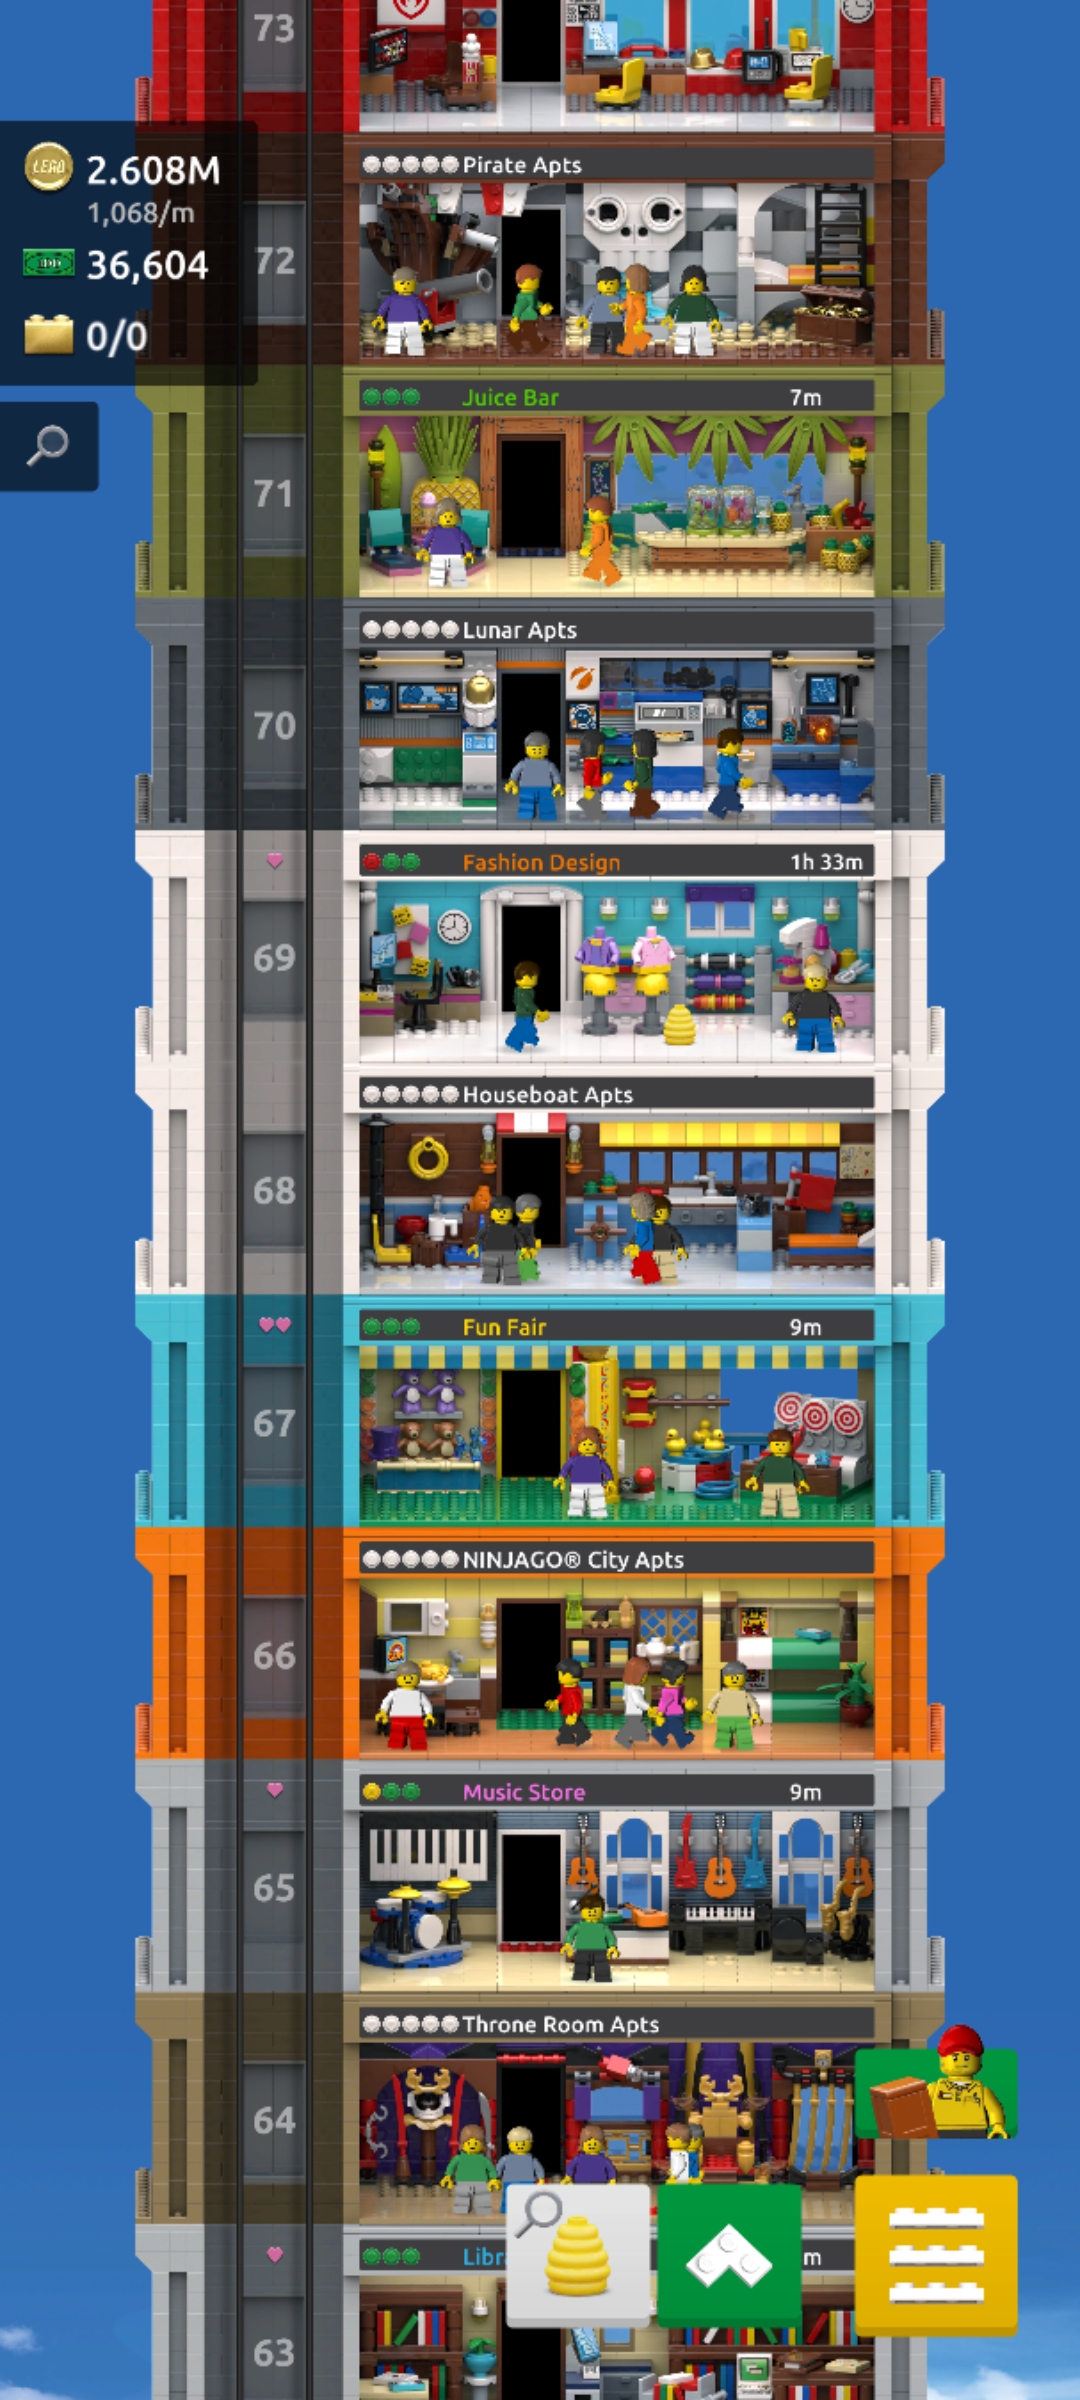 73
LEGO
2.608M
1,068/m
36,604
0/0
Pirate Apts
72
Juice Bar 7m
71
Lunar Apts
70
Fashion Design 1h 33m
69
Houseboat Apts
68
Fun Fair 9m
67
NINJAGO® City Apts
66
Music Store 9m
65
Throne Room Apts
64
63